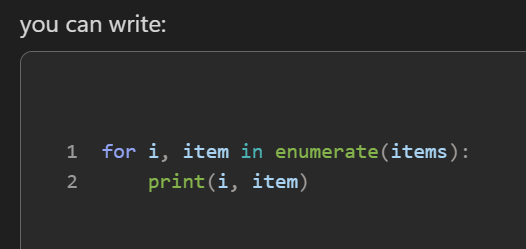 you can write:
1 for i, item in enumerate(items):
2     print(i, item)